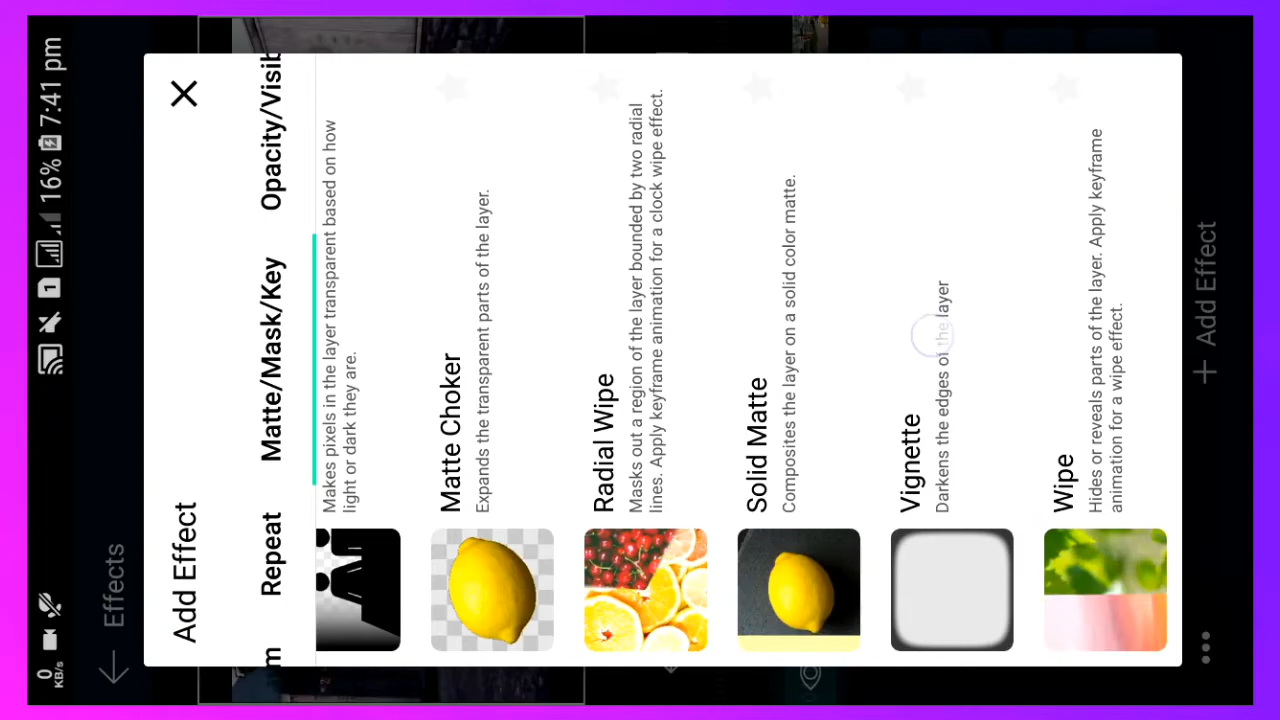 0
KB/s
16% 7:41 pm
Effects
Add Effect
m Repeat Matte/Mask/Key Opacity/Visib
Makes pixels in the layer transparent based on how
light or dark they are.
Matte Choker
Expands the transparent parts of the layer.
Radial Wipe
Masks out a region of the layer bounded by two radial
lines. Apply keyframe animation for a clock wipe effect.
Solid Matte
Composites the layer on a solid color matte.
Vignette
Darkens the edges of the layer
Wipe
Hides or reveals parts of the layer. Apply keyframe
animation for a wipe effect.
+ Add Effect